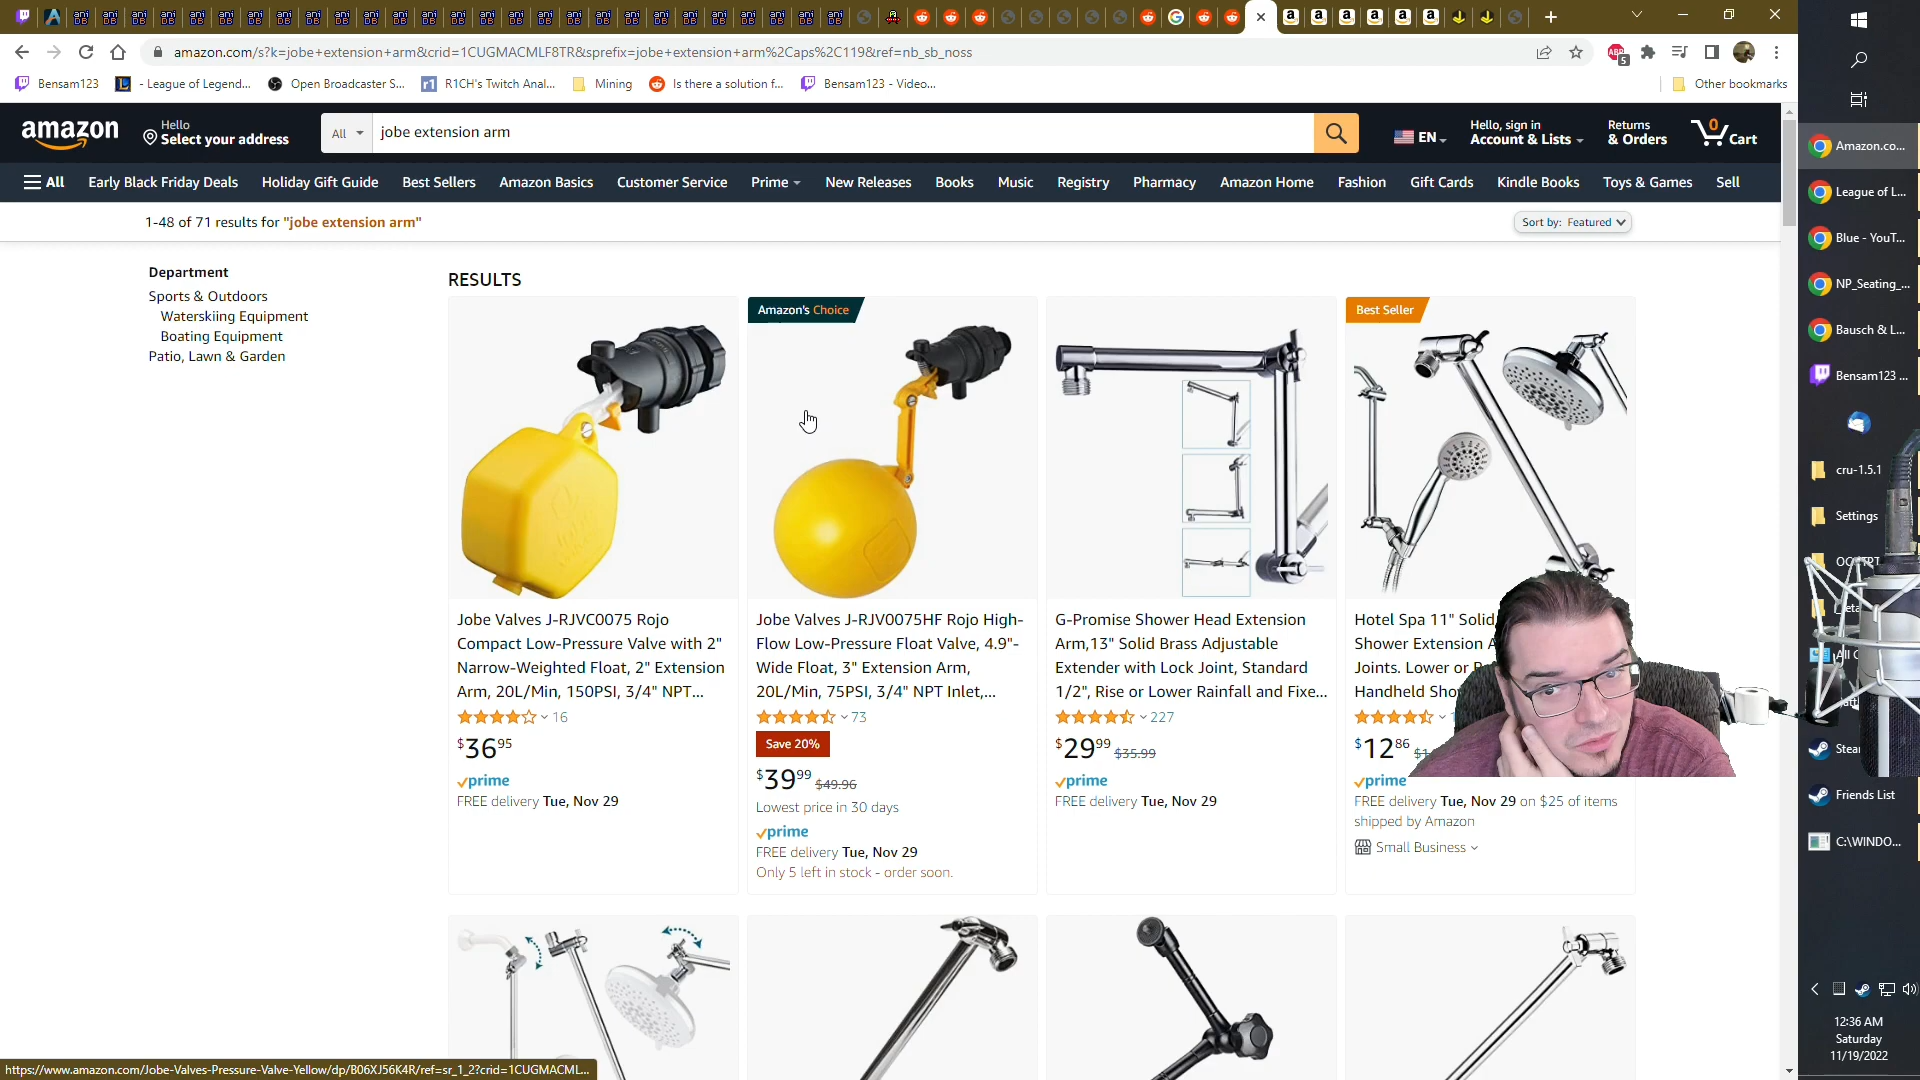 amazon.com/s?k=jobe+extension+arm&crid=1CUGMACMLF8TR&sprefix=jobe+extension+arm%2Caps%2C119&ref=nb_sb_noss
Bensam123
- League of Legend...
Open Broadcaster S...
r1
R1CH's Twitch Anal...
Mining
Is there a solution f...
Bensam123 - Video...
Other bookmarks
amazon
Hello
Select your address
All
jobe extension arm
EN
Hello, sign in
Account & Lists
Returns
& Orders
0
Cart
All
Early Black Friday Deals
Holiday Gift Guide
Best Sellers
Amazon Basics
Customer Service
Prime
New Releases
Books
Music
Registry
Pharmacy
Amazon Home
Fashion
Gift Cards
Kindle Books
Toys & Games
Sell
1-48 of 71 results for "jobe extension arm"
Sort by: Featured
Department
Sports & Outdoors
Waterskiing Equipment
Boating Equipment
Patio, Lawn & Garden
RESULTS
Jobe Valves J-RJVC0075 Rojo
Compact Low-Pressure Valve with 2"
Narrow-Weighted Float, 2" Extension
Arm, 20L/Min, 150PSI, 3/4" NPT...
16
$36.95
prime
FREE delivery Tue, Nov 29
Amazon's Choice
Jobe Valves J-RJV0075HF Rojo High-
Flow Low-Pressure Float Valve, 4.9"-
Wide Float, 3" Extension Arm,
20L/Min, 75PSI, 3/4" NPT Inlet,...
73
Save 20%
$39.99 $49.96
Lowest price in 30 days
prime
FREE delivery Tue, Nov 29
Only 5 left in stock - order soon.
G-Promise Shower Head Extension
Arm,13" Solid Brass Adjustable
Extender with Lock Joint, Standard
1/2", Rise or Lower Rainfall and Fixe...
227
$29.99 $35.99
prime
FREE delivery Tue, Nov 29
Best Seller
Hotel Spa 11" Solid
Shower Extension
Joints. Lower or
Handheld
$12.86
prime
FREE delivery Tue, Nov 29 on $25 of items
shipped by Amazon
Small Business
https://www.amazon.com/Jobe-Valves-Pressure-Valve-Yellow/dp/B06XJ56K4R/ref=sr_1_2?crid=1CUGMACML...
Amazon.co...
League of L...
Blue - YouT...
NP_Seating_...
Bausch & L...
Bensam123 ...
cru-1.5.1
Settings
Friends List
C:\WINDO...
12:36 AM
Saturday
11/19/2022